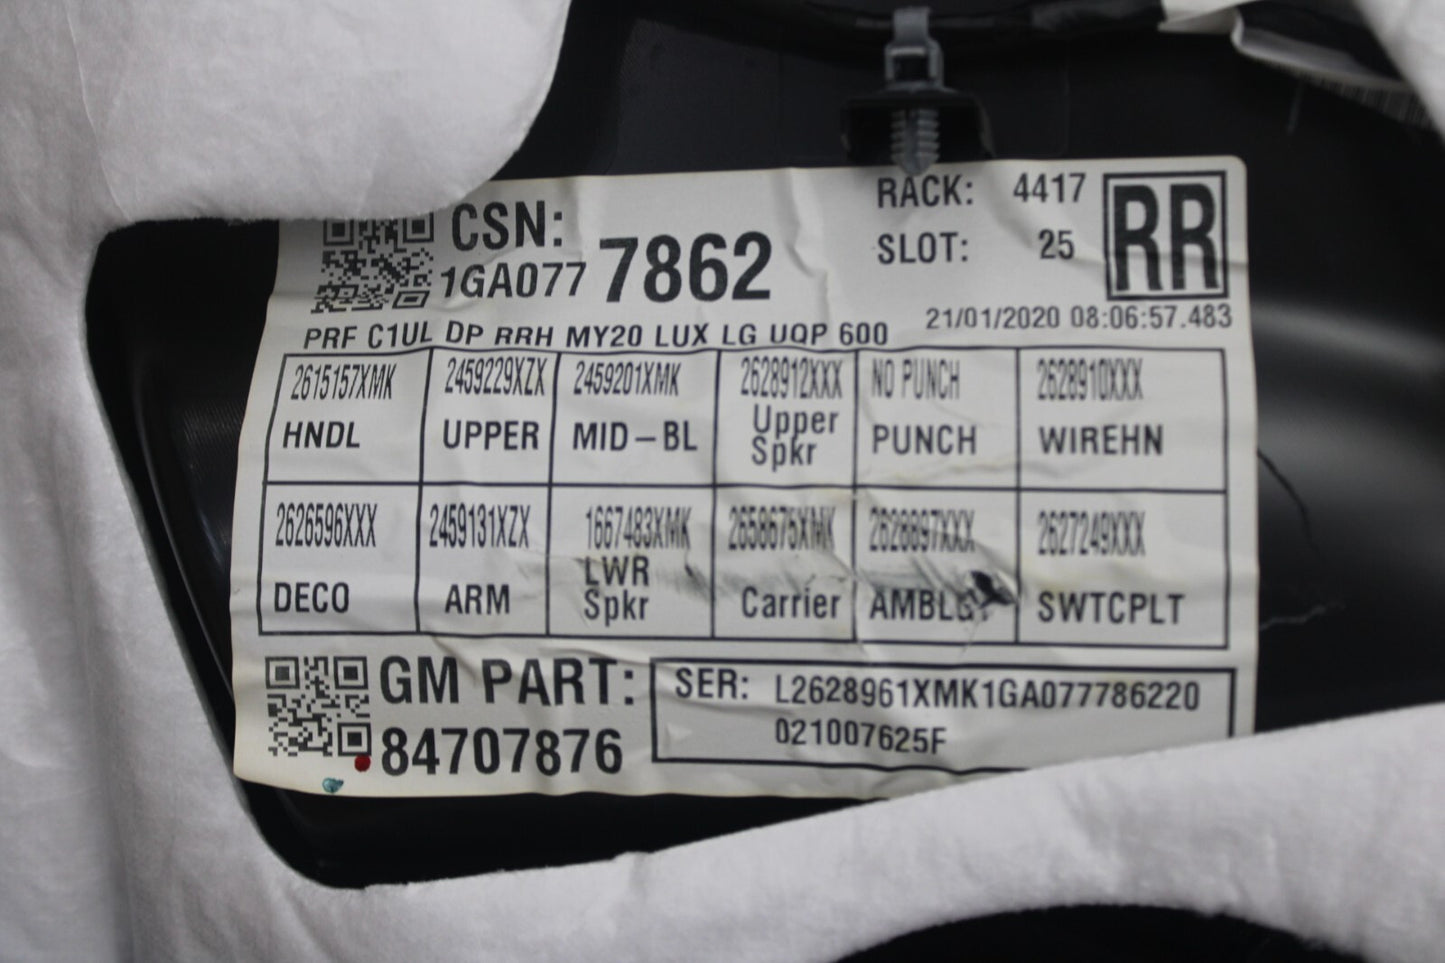 CSN:
1GA077 7862
RACK: 4417
SLOT: 25
RR
21/01/2020 08:06:57.483
PRF C1UL DP RRH MY20 LUX LG UQP 600
2615157XMK 2459229XZX 2459201XMK 2628912XXX NO PUNCH 2628910XXX
HNDL UPPER MID-BL Upper Spkr PUNCH WIREHN
2626596XXX 2459131XZX 1667483XMK 2658675XMK 2628897XXX 2627249XXX
DECO ARM LWR Spkr Carrier SWTCPLT
GM PART:
84707876
SER: L2628961XMK1GA077786220
021007625F